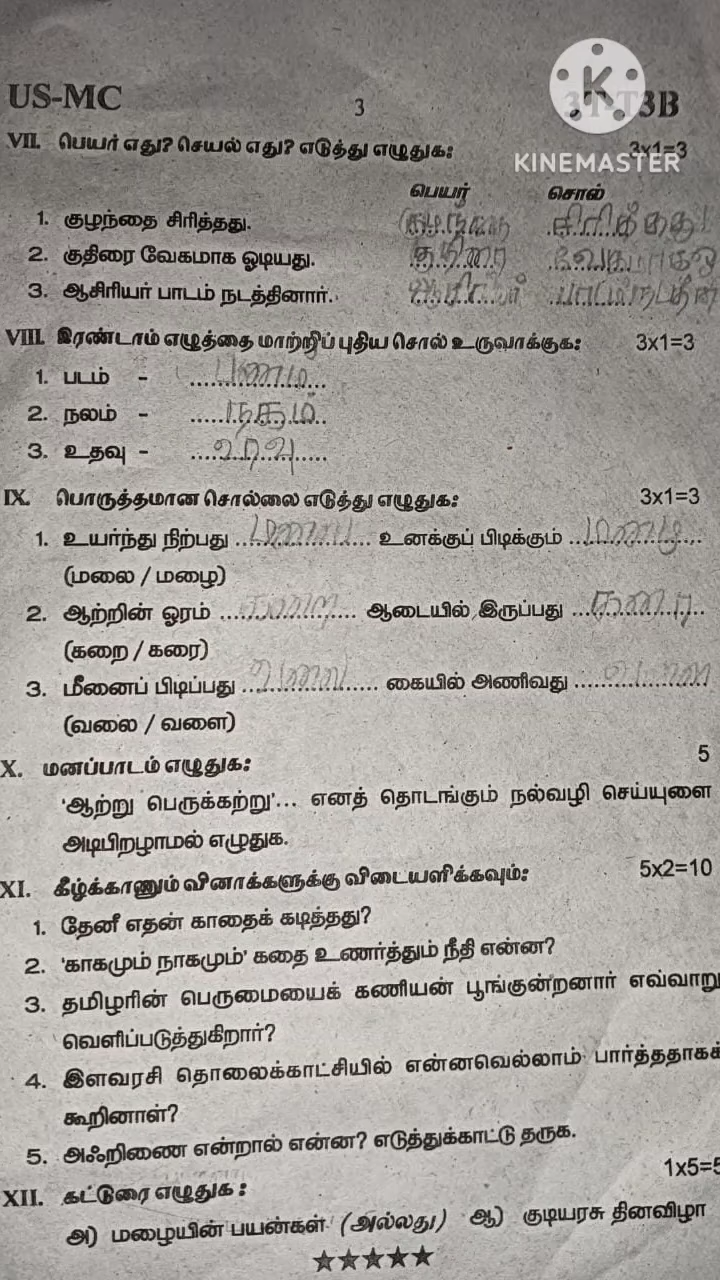 US-MC 3 3B
KINEMASTER
VII. பெயர் எது? செயல் எது? எடுத்து எழுதுக: 3x1=3
பெயர் சொல்
1. குழந்தை சிரித்தது.
2. குதிரை வேகமாக ஓடியது. குதிரை
3. ஆசிரியர் பாடம் நடத்தினார்.
VIII. இரண்டாம் எழுத்தை மாற்றிப் புதிய சொல் உருவாக்குக: 3x1=3
1. படம் - பணம்
2. நலம் - நகம்
3. உதவு - உறவு
IX. பொருத்தமான சொல்லை எடுத்து எழுதுக: 3x1=3
1. உயர்ந்து நிற்பது .................. உனக்குப் பிடிக்கும் ..................
(மலை / மழை)
2. ஆற்றின் ஓரம் .................. ஆடையில் இருப்பது ..................
(கறை / கரை)
3. மீனைப் பிடிப்பது .................. கையில் அணிவது ..................
(வலை / வளை)
X. மனப்பாடம் எழுதுக: 5
'ஆற்று பெருக்கற்று'... எனத் தொடங்கும் நல்வழி செய்யுளை
அடிபிறழாமல் எழுதுக.
XI. கீழ்க்காணும் வினாக்களுக்கு விடையளிக்கவும்: 5x2=10
1. தேனீ எதன் காதைக் கடித்தது?
2. 'காகமும் நாகமும்' கதை உணர்த்தும் நீதி என்ன?
3. தமிழரின் பெருமையைக் கணியன் பூங்குன்றனார் எவ்வாறு
வெளிப்படுத்துகிறார்?
4. இளவரசி தொலைக்காட்சியில் என்னவெல்லாம் பார்த்ததாகக்
கூறினாள்?
5. அஃறிணை என்றால் என்ன? எடுத்துக்காட்டு தருக.
XII. கட்டுரை எழுதுக : 1x5=5
அ) மழையின் பயன்கள் (அல்லது) ஆ) குடியரசு தினவிழா